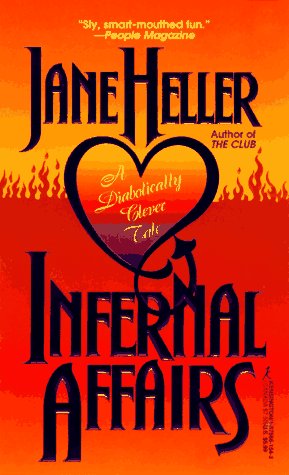 "Sly, smart-mouthed fun."
—People Magazine
JANE HELLER
Author of
THE CLUB
A
Diabolically
Clever
Tale
INFERNAL
AFFAIRS